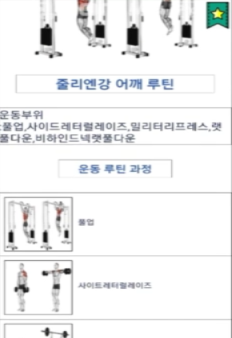 줄리엔강 어깨 루틴
운동부위
:풀업,사이드레터럴레이즈,밀리터리프레스,랫
풀다운,비하인드넥랫풀다운
운동 루틴 과정
풀업
사이드레터럴레이즈